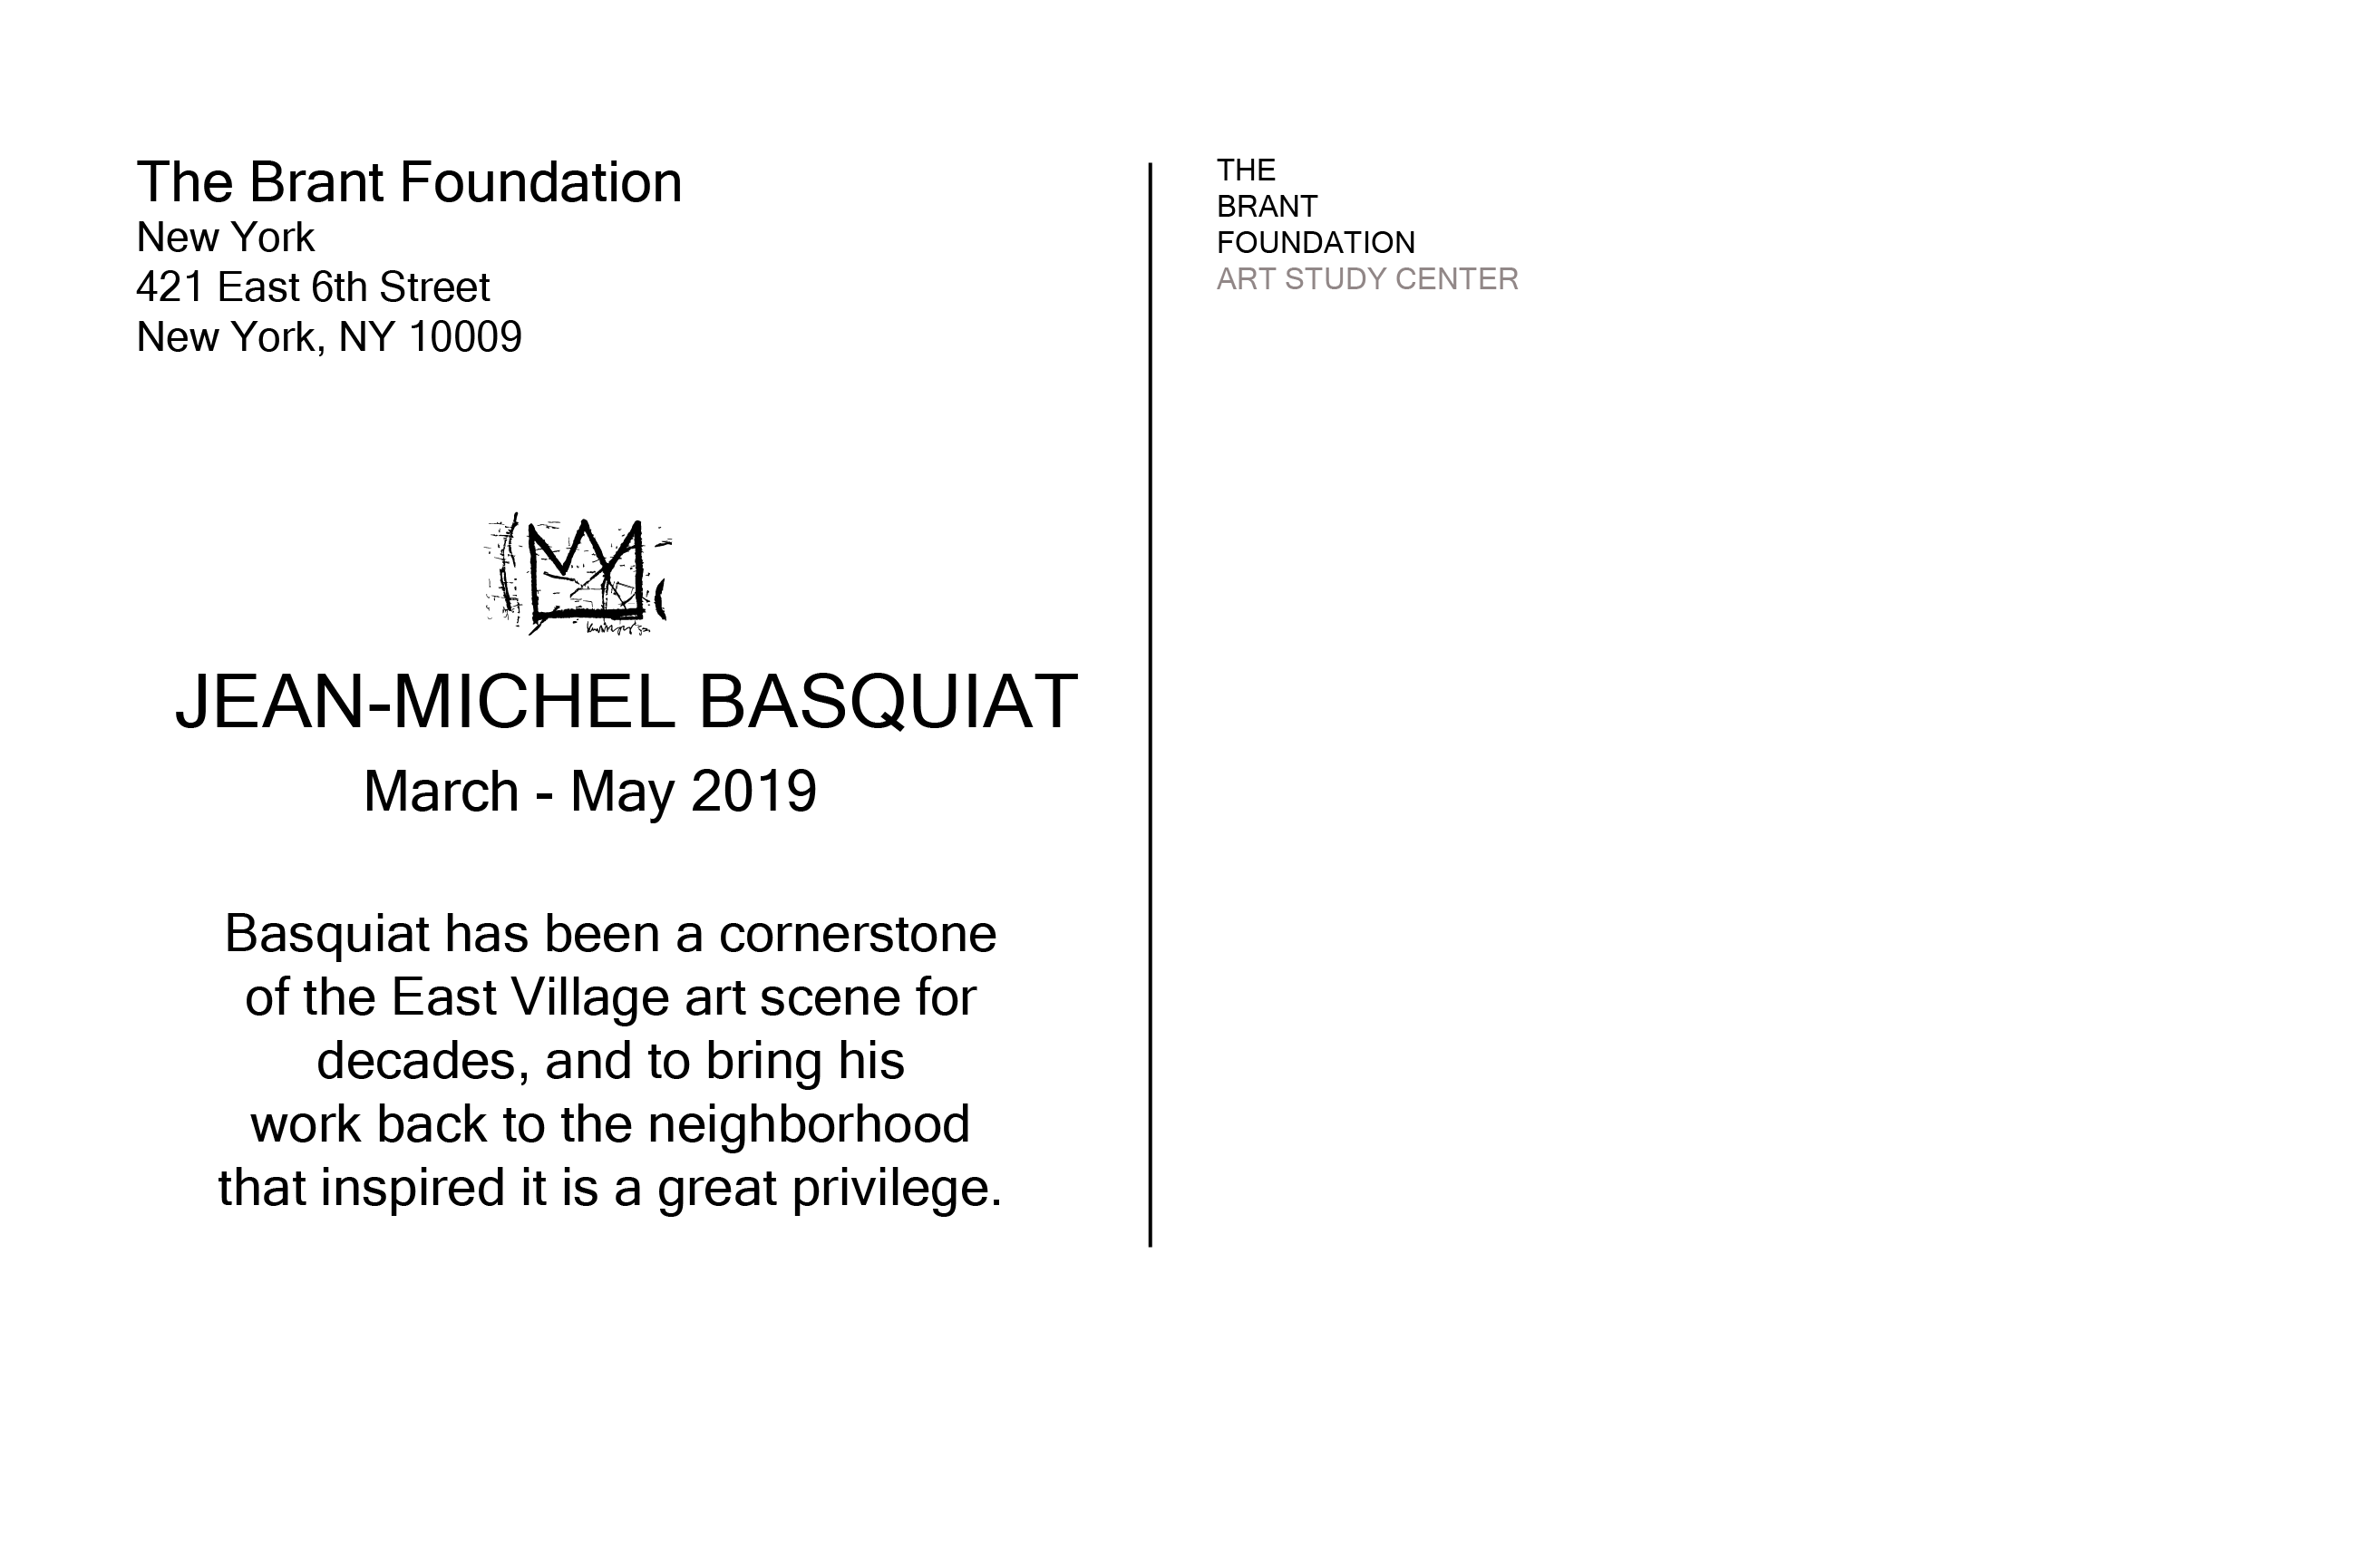 The Brant Foundation
New York
421 East 6th Street
New York, NY 10009
JEAN-MICHEL BASQUIAT
March - May 2019
Basquiat has been a cornerstone
of the East Village art scene for
decades, and to bring his
work back to the neighborhood
that inspired it is a great privilege.
THE
BRANT
FOUNDATION
ART STUDY CENTER